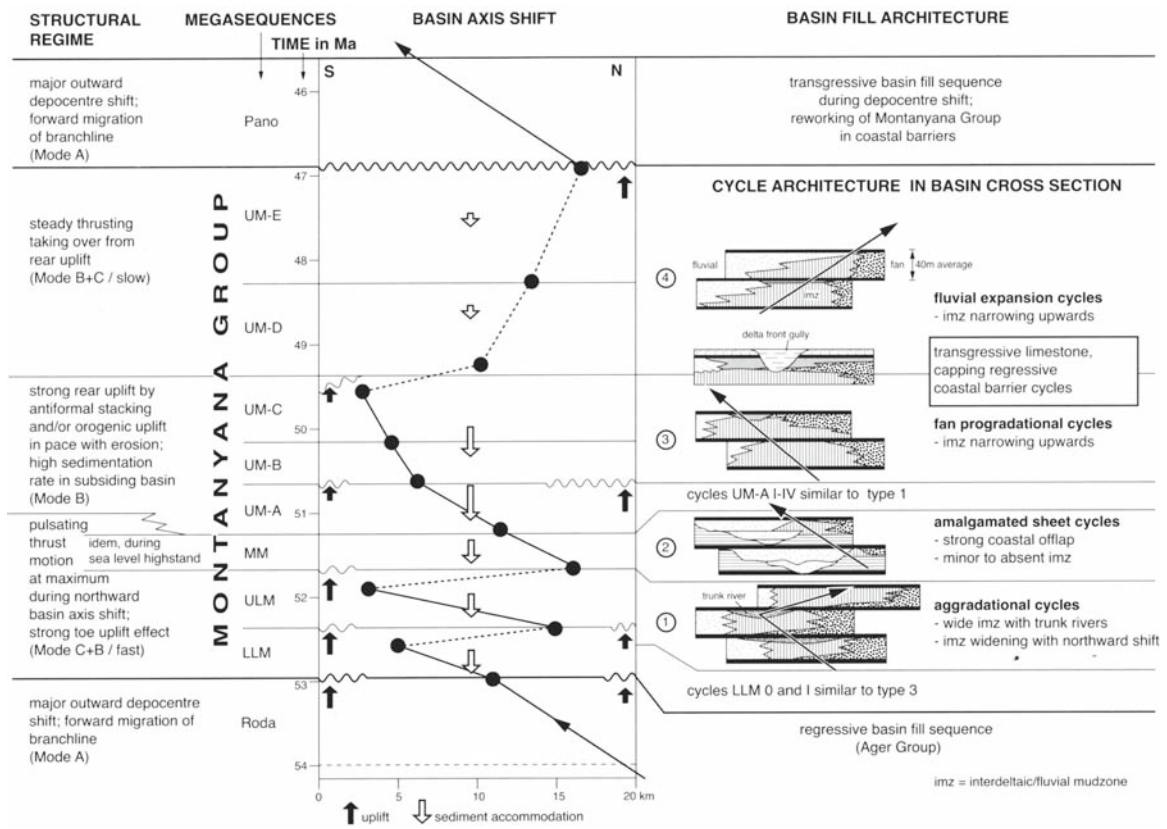 STRUCTURAL
REGIME
MEGASEQUENCES
TIME in Ma
BASIN AXIS SHIFT
BASIN FILL ARCHITECTURE
S
N
major outward
depocentre shift;
forward migration
of branchline
(Mode A)
46
Pano
transgressive basin fill sequence
during depocentre shift;
reworking of Montanyana Group
in coastal barriers
47
CYCLE ARCHITECTURE IN BASIN CROSS SECTION
MONTANYANA GROUP
steady thrusting
taking over from
rear uplift
(Mode B+C / slow)
UM-E
48
UM-D
49
4
fluvial
fan
40m average
imz
fluvial expansion cycles
- imz narrowing upwards
delta front gully
transgressive limestone,
capping regressive
coastal barrier cycles
strong rear uplift by
antiformal stacking
and/or orogenic uplift
in pace with erosion;
high sedimentation
rate in subsiding basin
(Mode B)
UM-C
50
UM-B
UM-A
51
3
fan progradational cycles
- imz narrowing upwards
cycles UM-A I-IV similar to type 1
pulsating
thrust
motion
idem, during
sea level highstand
at maximum
during northward
basin axis shift;
strong toe uplift effect
(Mode C+B / fast)
MM
ULM
52
LLM
2
amalgamated sheet cycles
- strong coastal offlap
- minor to absent imz
trunk river
1
aggradational cycles
- wide imz with trunk rivers
- imz widening with northward shift
cycles LLM 0 and I similar to type 3
53
major outward depocentre
shift; forward migration of
branchline
(Mode A)
Roda
54
regressive basin fill sequence
(Ager Group)
imz = interdeltaic/fluvial mudzone
0
5
10
15
20 km
uplift
sediment accommodation